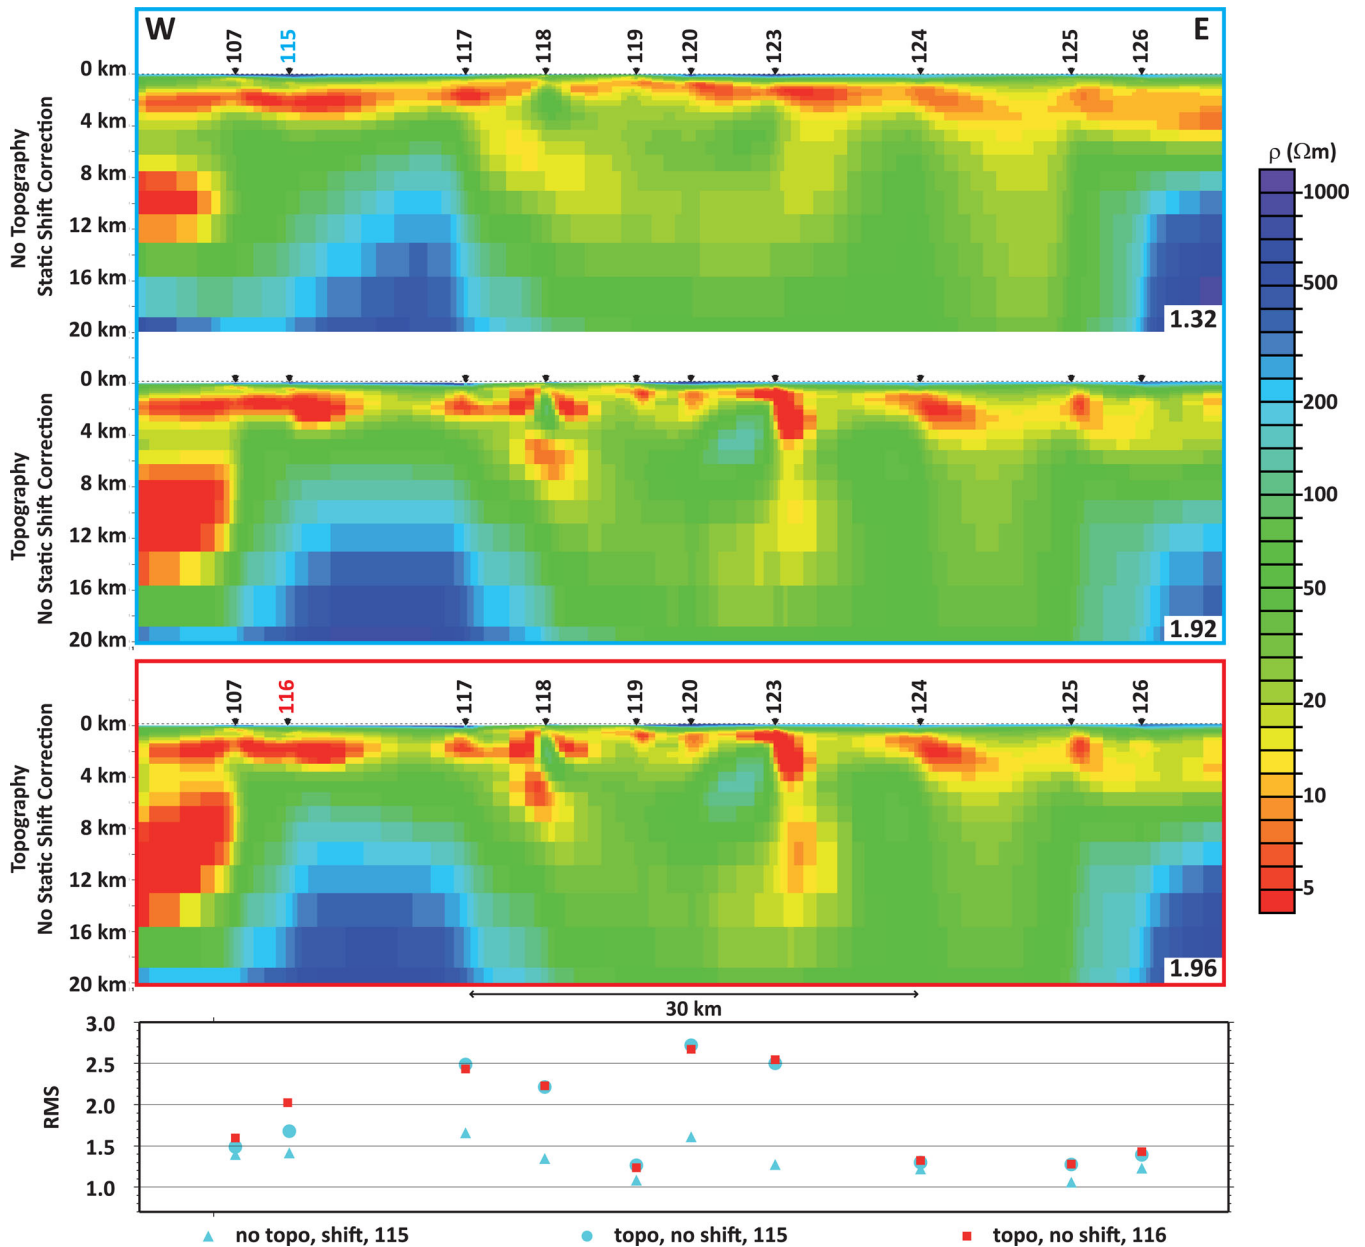 W E
107 115 117 118 119 120 123 124 125 126
No Topography
Static Shift Correction
0 km
4 km
8 km
12 km
16 km
20 km
1.32
Topography
No Static Shift Correction
0 km
4 km
8 km
12 km
16 km
20 km
1.92
107 116 117 118 119 120 123 124 125 126
Topography
No Static Shift Correction
0 km
4 km
8 km
12 km
16 km
20 km
1.96
30 km
ρ (Ωm)
1000
500
200
100
50
20
10
5
RMS
3.0
2.5
2.0
1.5
1.0
no topo, shift, 115 topo, no shift, 115 topo, no shift, 116